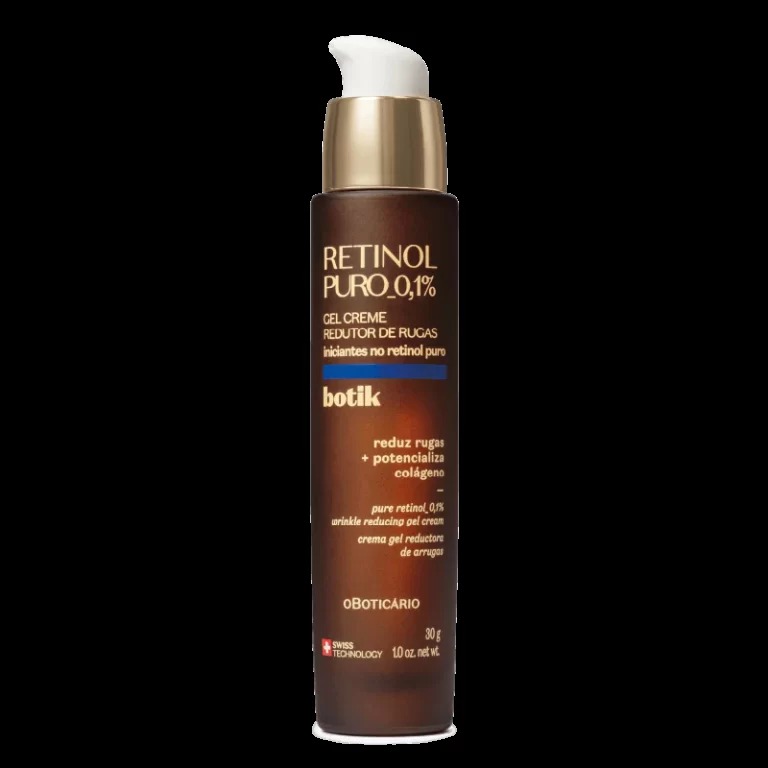 RETINOL
PURO_0,1%
GEL CREME
REDUTOR DE RUGAS
iniciantes no retinol puro
botik
reduz rugas
+ potencializa
colágeno
–
pure retinol_0,1%
wrinkle reducing gel cream
crema gel reductora
de arrugas
oBOTICÁRIO
30 g
SWISS
TECHNOLOGY
1.0 oz. net wt.